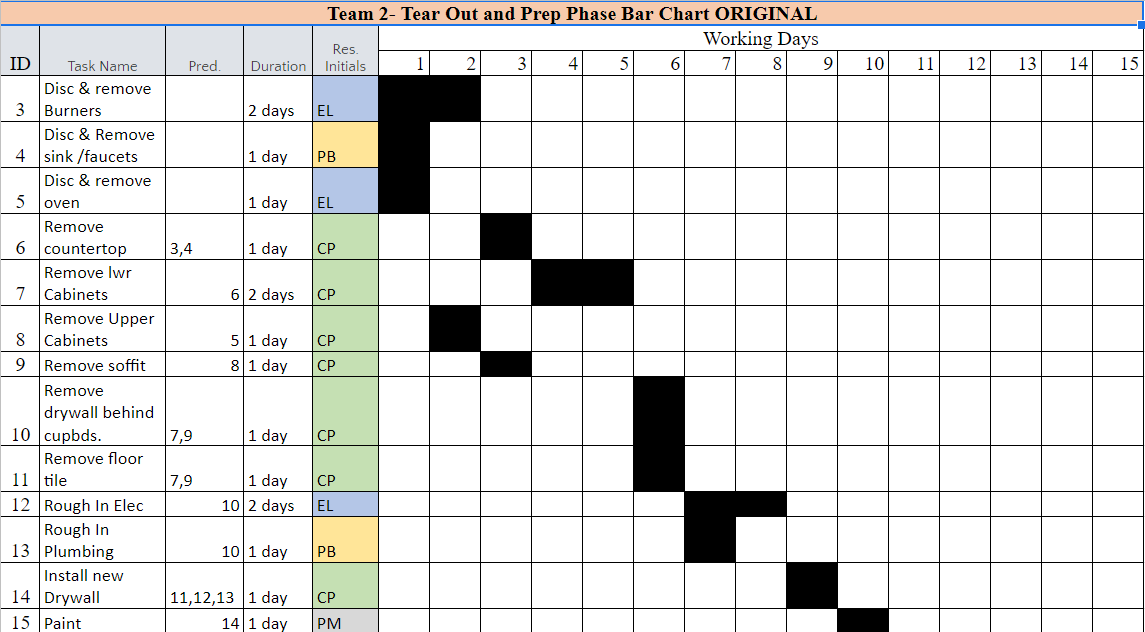 Team 2- Tear Out and Prep Phase Bar Chart ORIGINAL
Working Days
ID Task Name Pred. Duration Res. Initials 1 2 3 4 5 6 7 8 9 10 11 12 13 14 15
3 Disc & remove Burners 2 days EL
4 Disc & Remove sink /faucets 1 day PB
5 Disc & remove oven 1 day EL
6 Remove countertop 3,4 1 day CP
7 Remove lwr Cabinets 6 2 days CP
8 Remove Upper Cabinets 5 1 day CP
9 Remove soffit 8 1 day CP
10 Remove drywall behind cupbds. 7,9 1 day CP
11 Remove floor tile 7,9 1 day CP
12 Rough In Elec 10 2 days EL
13 Rough In Plumbing 10 1 day PB
14 Install new Drywall 11,12,13 1 day CP
15 Paint 14 1 day PM